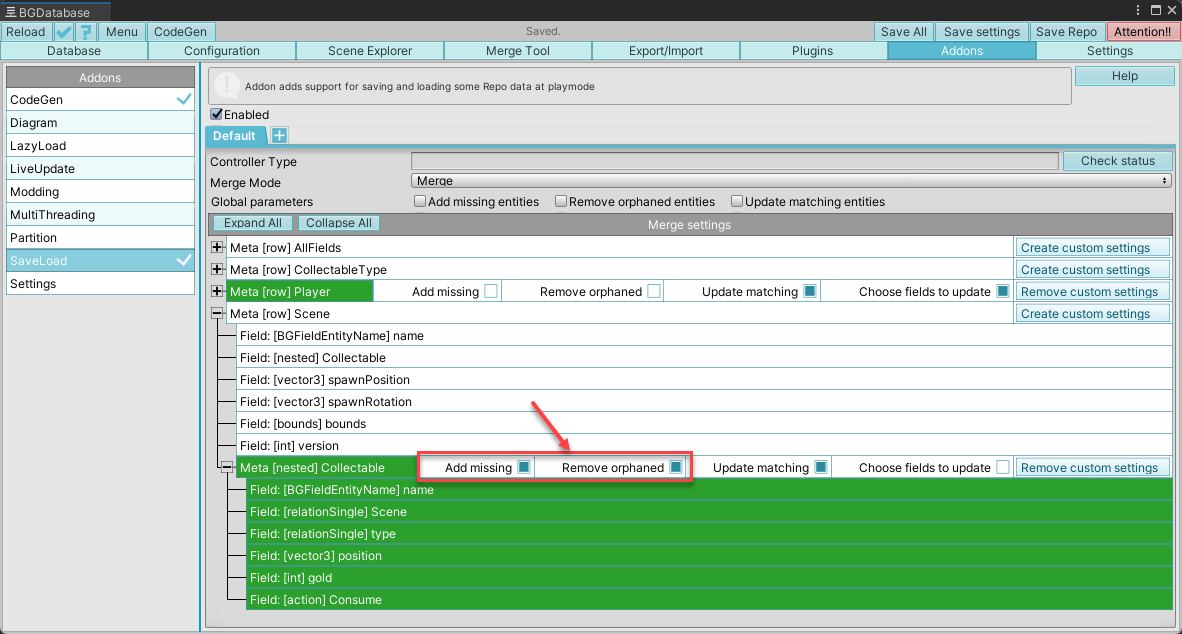 BGDatabase
Reload ? Menu CodeGen Saved. Save All Save settings Save Repo Attention!!
Database Configuration Scene Explorer Merge Tool Export/Import Plugins Addons Settings
Addons
CodeGen
Diagram
LazyLoad
LiveUpdate
Modding
MultiThreading
Partition
SaveLoad
Settings
! Addon adds support for saving and loading some Repo data at playmode
Help
Enabled
Default +
Controller Type Check status
Merge Mode Merge
Global parameters Add missing entities Remove orphaned entities Update matching entities
Expand All Collapse All Merge settings
Meta [row] AllFields Create custom settings
Meta [row] CollectableType Create custom settings
Meta [row] Player Add missing Remove orphaned Update matching Choose fields to update Remove custom settings
Meta [row] Scene Create custom settings
Field: [BGFieldEntityName] name
Field: [nested] Collectable
Field: [vector3] spawnPosition
Field: [vector3] spawnRotation
Field: [bounds] bounds
Field: [int] version
Meta [nested] Collectable Add missing Remove orphaned Update matching Choose fields to update Remove custom settings
Field: [BGFieldEntityName] name
Field: [relationSingle] Scene
Field: [relationSingle] type
Field: [vector3] position
Field: [int] gold
Field: [action] Consume